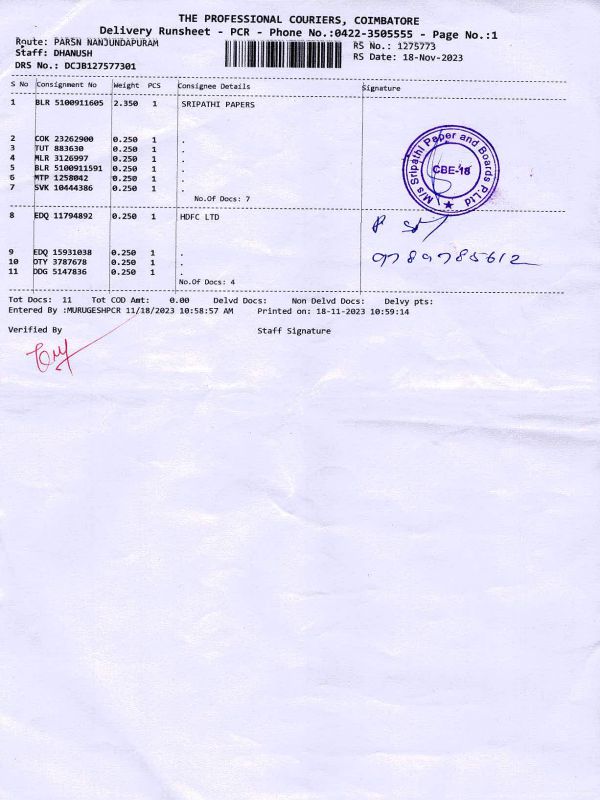 THE PROFESSIONAL COURIERS, COIMBATORE
Delivery Runsheet - PCR - Phone No.:0422-3505555 - Page No.:1
Route: PARSN NANJUNDAPURAM
RS No.: 1275773
Staff: DHANUSH
RS Date: 18-Nov-2023
DRS No.: DCJB127577301
S No Consignment No Weight PCS Consignee Details Signature
1 BLR 5100911605 2.350 1 SRIPATHI PAPERS
2 COK 23262900 0.250 1 .
3 TUT 883630 0.250 1 .
4 MLR 3126997 0.250 1 .
5 BLR 5100911591 0.250 1 .
6 MTP 1258042 0.250 1 .
7 SVK 10444386 0.250 1 .
No.Of Docs: 7
M/s Sripathi Paper and Boards P.Ltd
CBE-18
8 EDQ 11794892 0.250 1 HDFC LTD
9789785612
9 EDQ 15931038 0.250 1 .
10 OTY 3787678 0.250 1 .
11 DDG 5147836 0.250 1 .
No.Of Docs: 4
Tot Docs: 11 Tot COD Amt: 0.00 Delvd Docs: Non Delvd Docs: Delvy pts:
Entered By :MURUGESHPCR 11/18/2023 10:58:57 AM Printed on: 18-11-2023 10:59:14
Verified By Staff Signature